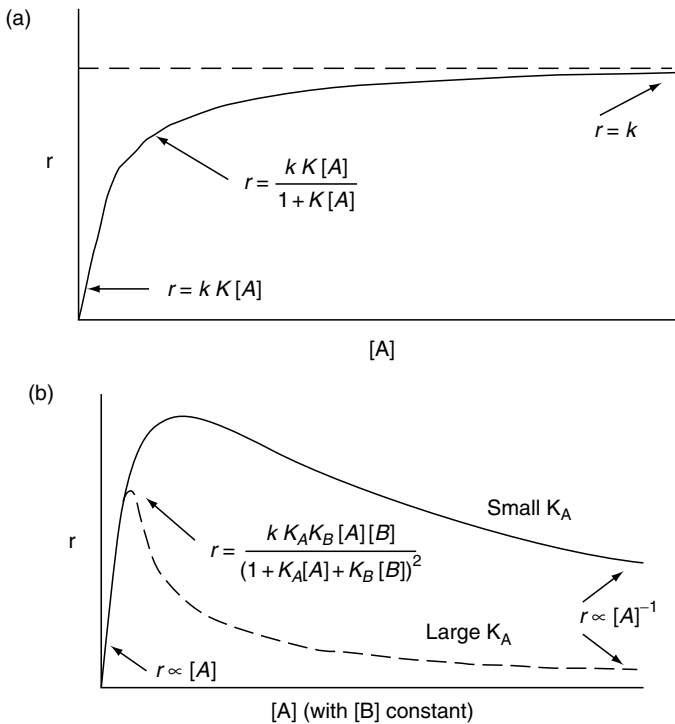 (a)
r
r = k
r = k K [A] / 1 + K [A]
r = k K [A]
[A]
(b)
r
Small K_A
r = k K_A K_B [A] [B] / (1 + K_A[A] + K_B [B])^2
r ∝ [A]^−1
Large K_A
r ∝ [A]
[A] (with [B] constant)